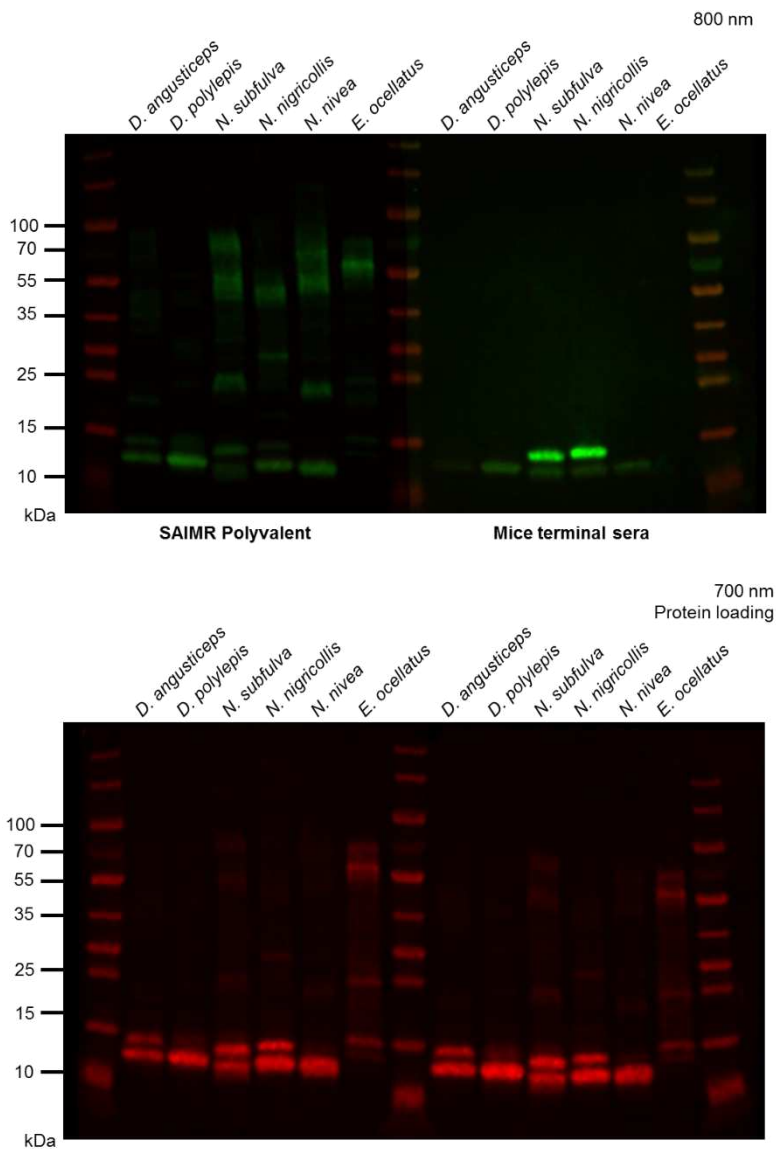 800 nm
D. angusticeps
D. polylepis
N. subfulva
N. nigricollis
N. nivea
E. ocellatus
D. angusticeps
D. polylepis
N. subfulva
N. nigricollis
N. nivea
E. ocellatus
100
70
55
35
25
15
10
kDa
SAIMR Polyvalent
Mice terminal sera
700 nm
Protein loading
D. angusticeps
D. polylepis
N. subfulva
N. nigricollis
N. nivea
E. ocellatus
D. angusticeps
D. polylepis
N. subfulva
N. nigricollis
N. nivea
E. ocellatus
100
70
55
35
25
15
10
kDa